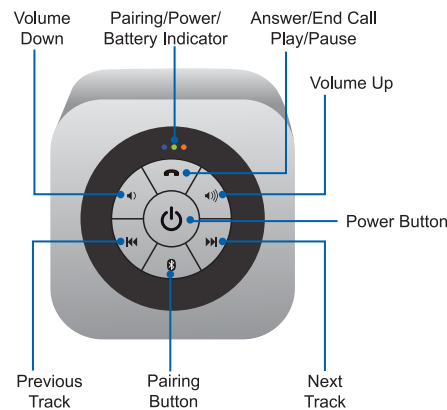 Volume
Down
Pairing/Power/
Battery Indicator
Answer/End Call
Play/Pause
Volume Up
Power Button
Previous
Track
Pairing
Button
Next
Track